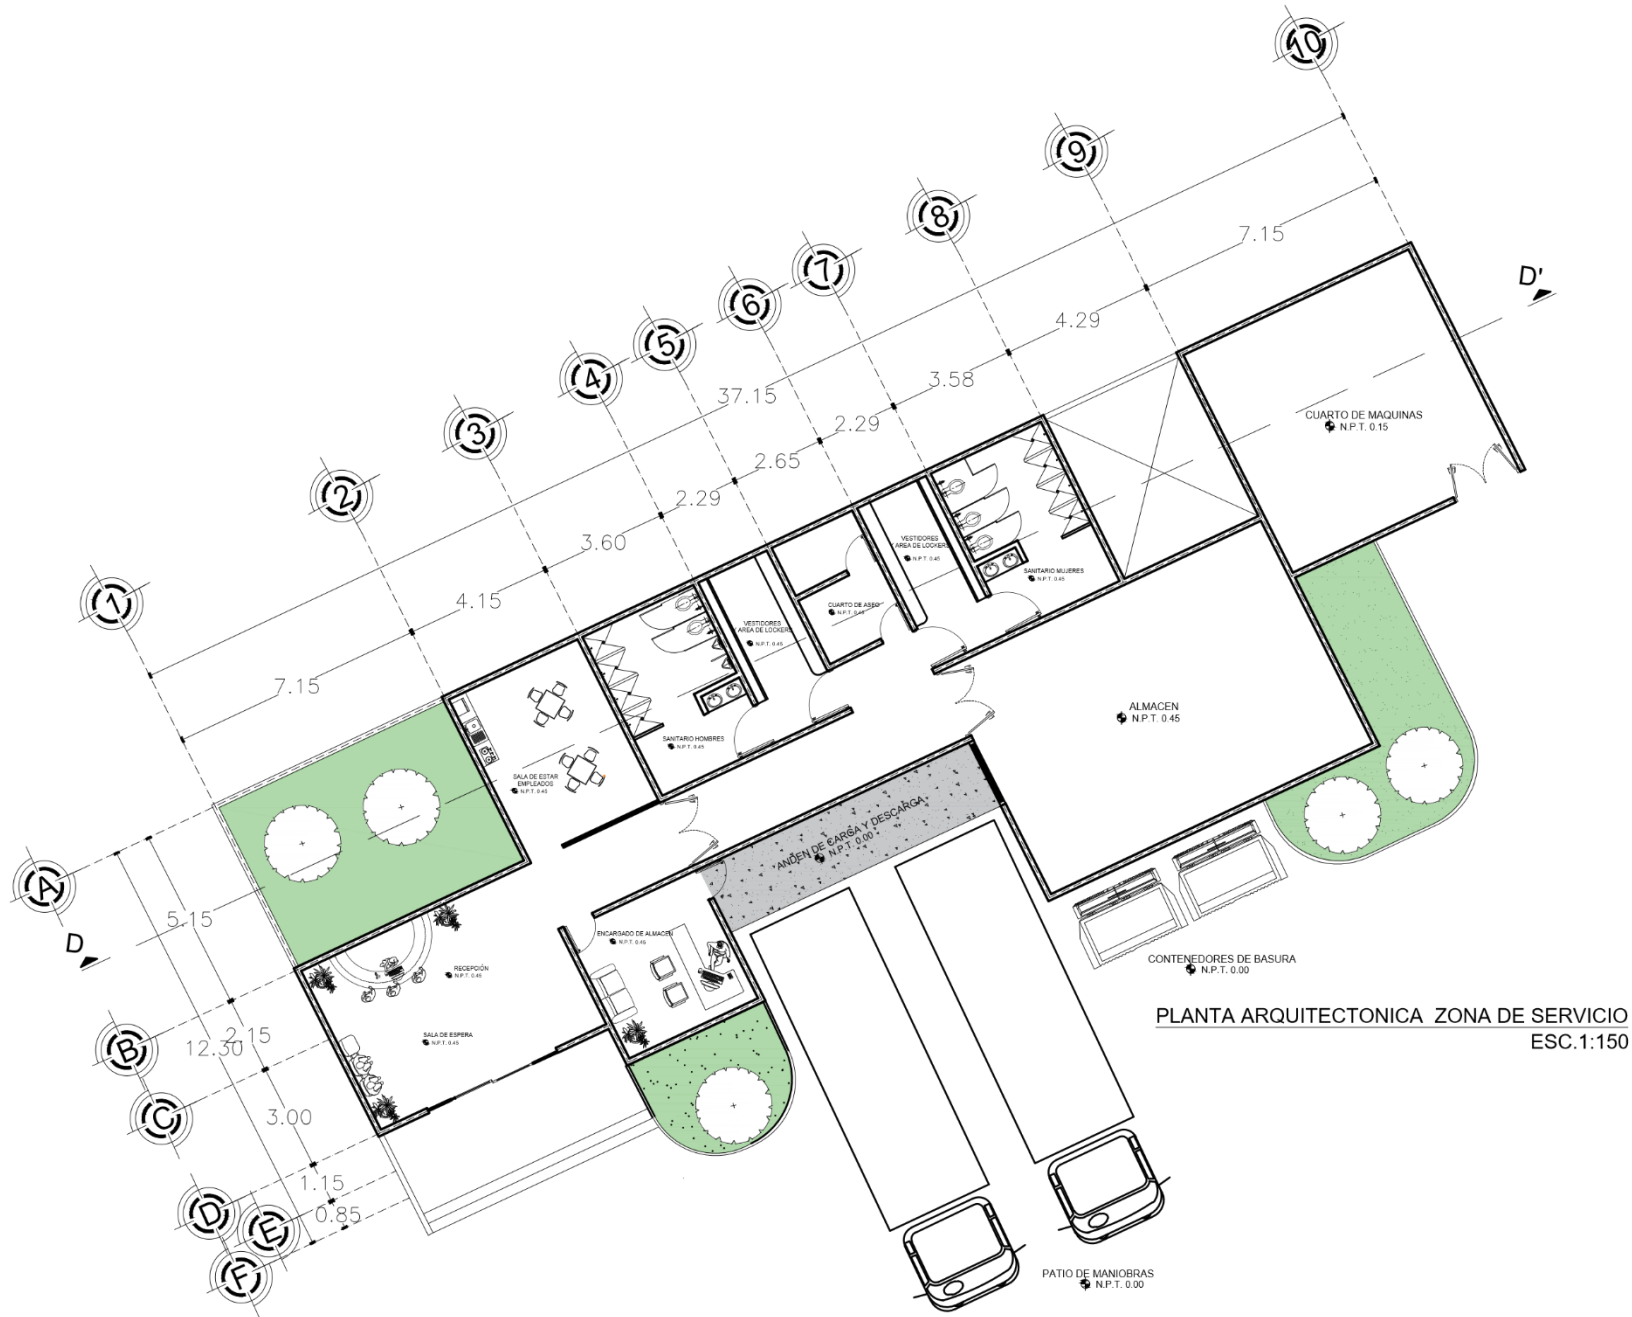 10
9
8
7
6
5
4
3
2
1
7.15
4.29
3.58
37.15
2.29
2.65
2.29
3.60
4.15
7.15
D'
CUARTO DE MAQUINAS
N.P.T. 0.15
VESTIDORES
Y AREA DE LOCKERS
N.P.T. 0.45
SANITARIO MUJERES
N.P.T. 0.45
CUARTO DE ASEO
N.P.T. 0.45
VESTIDORES
Y AREA DE LOCKERS
N.P.T. 0.45
SANITARIO HOMBRES
N.P.T. 0.45
ALMACEN
N.P.T. 0.45
SALA DE ESTAR
EMPLEADOS
N.P.T. 0.45
ANDEN DE CARGA Y DESCARGA
N.P.T. 0.00
A
D
5.15
ENCARGADO DE ALMACEN
N.P.T. 0.45
RECEPCIÓN
N.P.T. 0.45
CONTENEDORES DE BASURA
N.P.T. 0.00
SALA DE ESPERA
N.P.T. 0.45
B
12.30
2.15
C
3.00
1.15
0.85
D
E
F
PLANTA ARQUITECTONICA ZONA DE SERVICIO
ESC.1:150
PATIO DE MANIOBRAS
N.P.T. 0.00